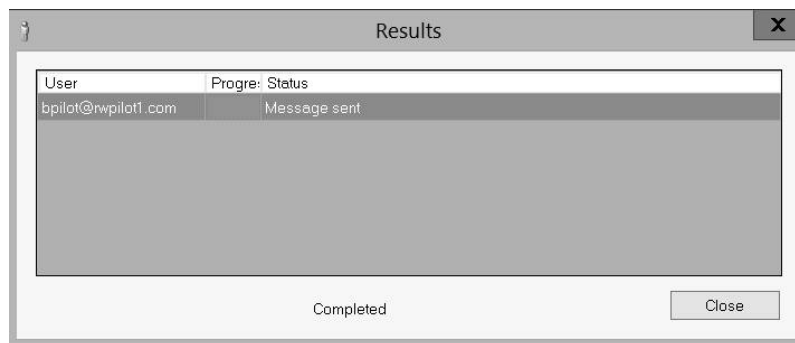 Results
X
User Progre: Status
bpilot@rwpilot1.com Message sent
Completed
Close